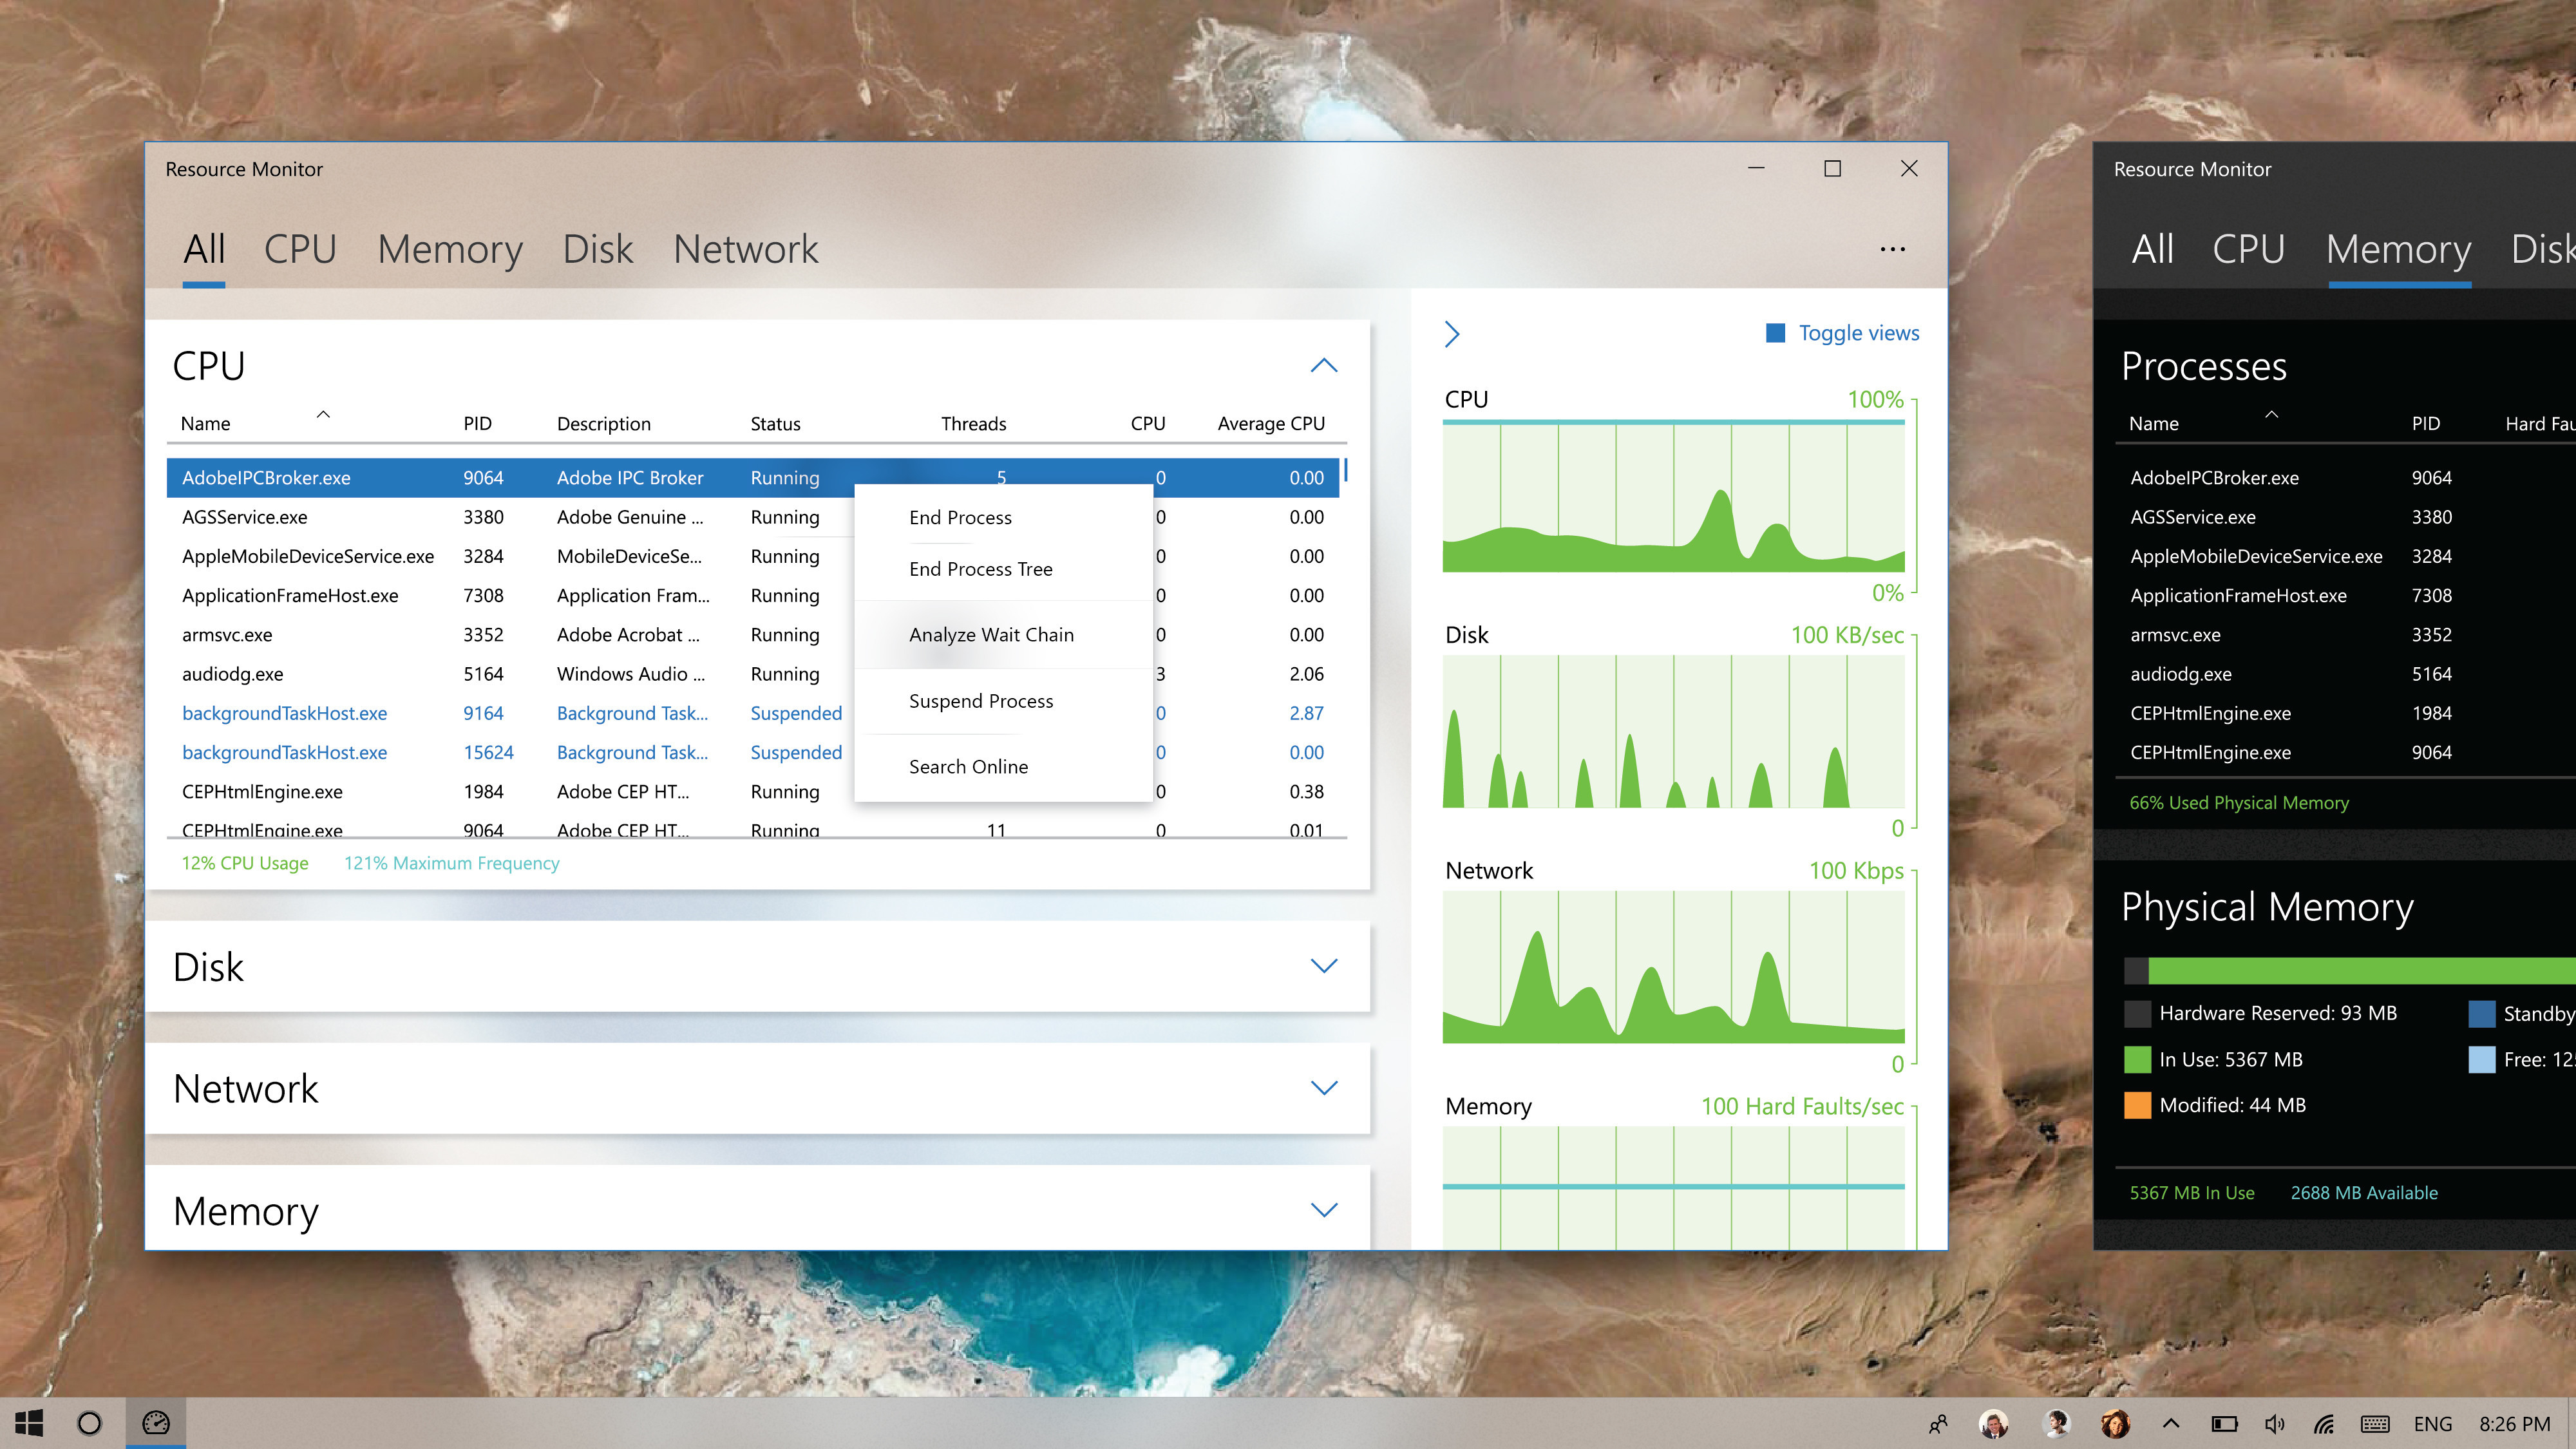 Resource Monitor
All CPU Memory Disk Network
...
CPU
Name PID Description Status Threads CPU Average CPU
AdobeIPCBroker.exe 9064 Adobe IPC Broker Running 5 0 0.00
AGSService.exe 3380 Adobe Genuine ... Running 0 0.00
AppleMobileDeviceService.exe 3284 MobileDeviceSe... Running 0 0.00
ApplicationFrameHost.exe 7308 Application Fram... Running 0 0.00
armsvc.exe 3352 Adobe Acrobat ... Running 0 0.00
audiodg.exe 5164 Windows Audio ... Running 3 2.06
backgroundTaskHost.exe 9164 Background Task... Suspended 0 2.87
backgroundTaskHost.exe 15624 Background Task... Suspended 0 0.00
CEPHtmlEngine.exe 1984 Adobe CEP HT... Running 0 0.38
CEPHtmlEngine.exe 9064 Adobe CEP HT... Running 11 0 0.01
12% CPU Usage 121% Maximum Frequency
End Process
End Process Tree
Analyze Wait Chain
Suspend Process
Search Online
Disk
Network
Memory
Toggle views
CPU 100%
0%
Disk 100 KB/sec
0
Network 100 Kbps
0
Memory 100 Hard Faults/sec
Resource Monitor
All CPU Memory Disk
Processes
Name PID Hard Fau
AdobeIPCBroker.exe 9064
AGSService.exe 3380
AppleMobileDeviceService.exe 3284
ApplicationFrameHost.exe 7308
armsvc.exe 3352
audiodg.exe 5164
CEPHtmlEngine.exe 1984
CEPHtmlEngine.exe 9064
66% Used Physical Memory
Physical Memory
Hardware Reserved: 93 MB Standby
In Use: 5367 MB Free:
Modified: 44 MB
5367 MB In Use 2688 MB Available
ENG 8:26 PM